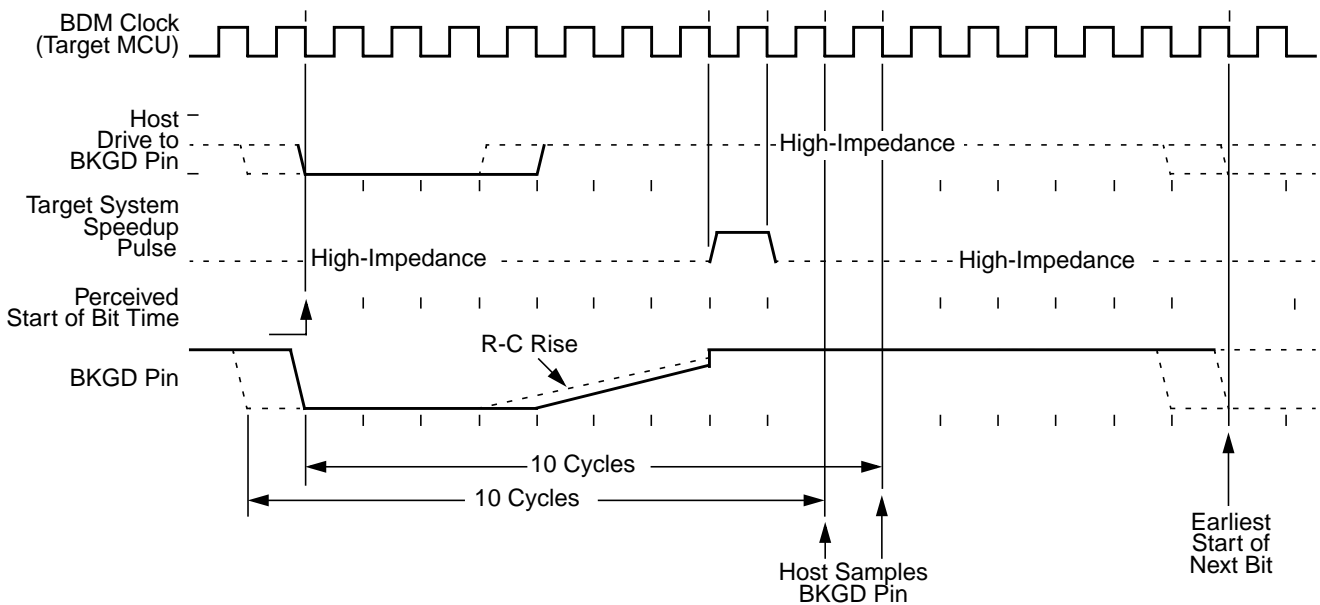 BDM Clock
(Target MCU)
Host
Drive to
BKGD Pin
High-Impedance
Target System
Speedup
Pulse
High-Impedance
High-Impedance
Perceived
Start of Bit Time
R-C Rise
BKGD Pin
10 Cycles
10 Cycles
Host Samples
BKGD Pin
Earliest
Start of
Next Bit